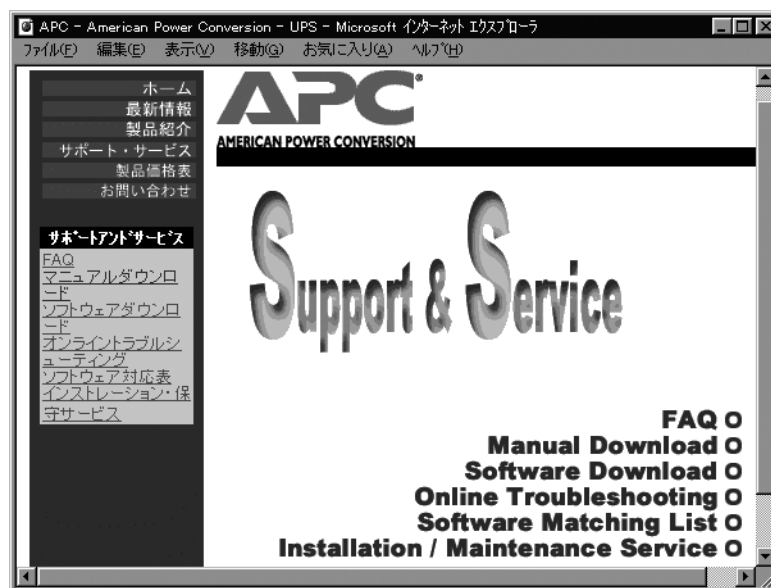 APC - American Power Conversion - UPS - Microsoft インターネット エクスプローラ
ファイル(F) 編集(E) 表示(V) 移動(G) お気に入り(A) ヘルプ(H)
ホーム
最新情報
製品紹介
サポート・サービス
製品価格表
お問い合わせ
サポートアンドサービス
FAQ
マニュアルダウンロ
ード
ソフトウェアダウンロ
ード
オンライントラブルシ
ューティング
ソフトウェア対応表
インストレーション・保
守サービス
APC®
AMERICAN POWER CONVERSION
Support & Service
FAQ
Manual Download
Software Download
Online Troubleshooting
Software Matching List
Installation / Maintenance Service